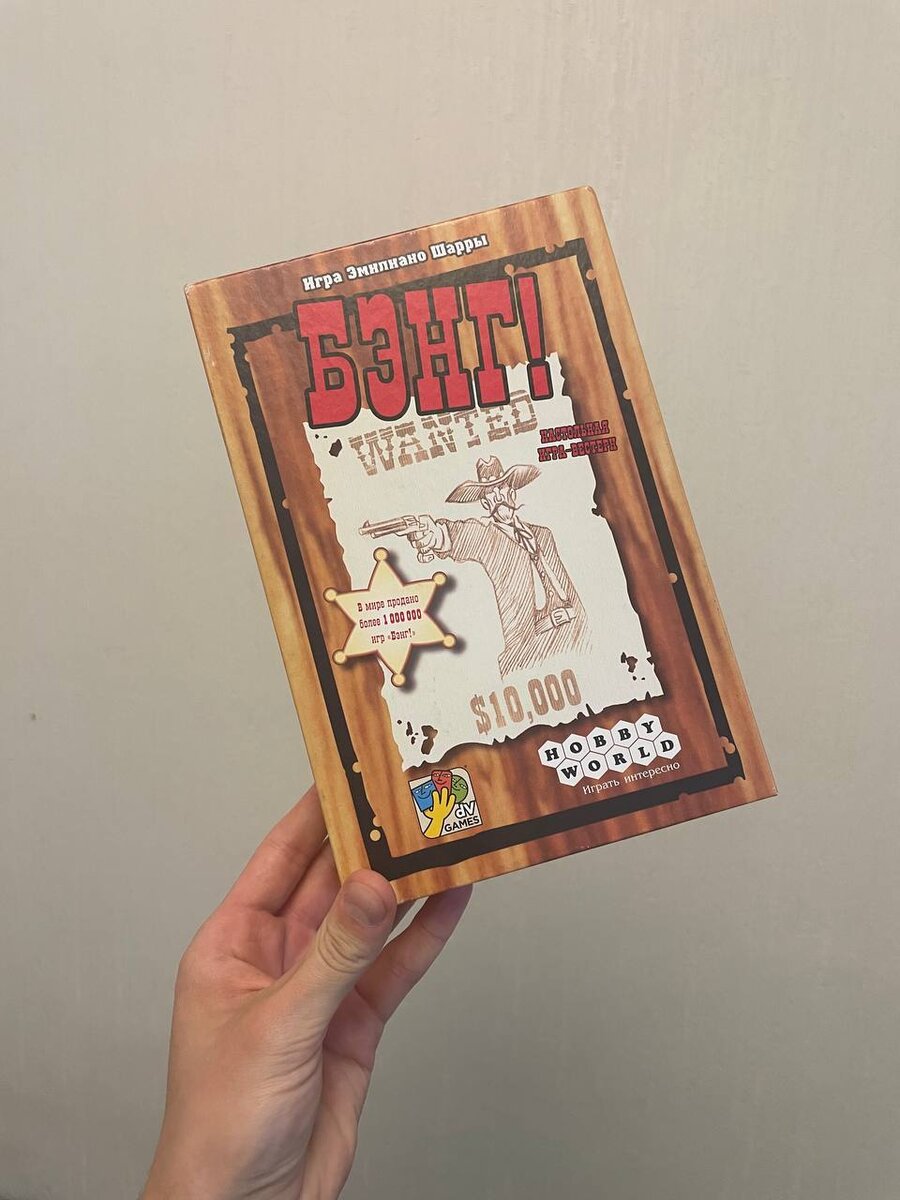 Игра Эмилиано Шарры
БЭНГ!
WANTED
НАСТОЛЬНАЯ
ИГРА-ВЕСТЕРН
В мире продано
более 1 000 000
игр «Бэнг!»
$10,000
HOBBY
WORLD
Играть интересно
dV
GAMES